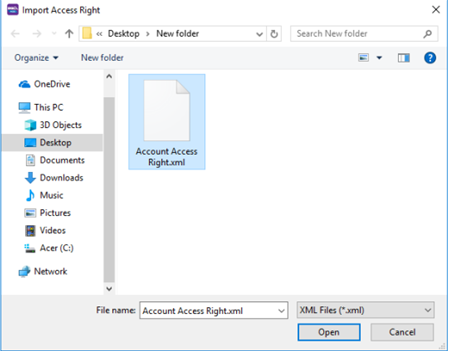 Import Access Right
« Desktop › New folder
Search New folder
Organize
New folder
OneDrive
This PC
3D Objects
Desktop
Documents
Downloads
Music
Pictures
Videos
Acer (C:)
Network
Account Access
Right.xml
File name: Account Access Right.xml
XML Files (*.xml)
Open
Cancel